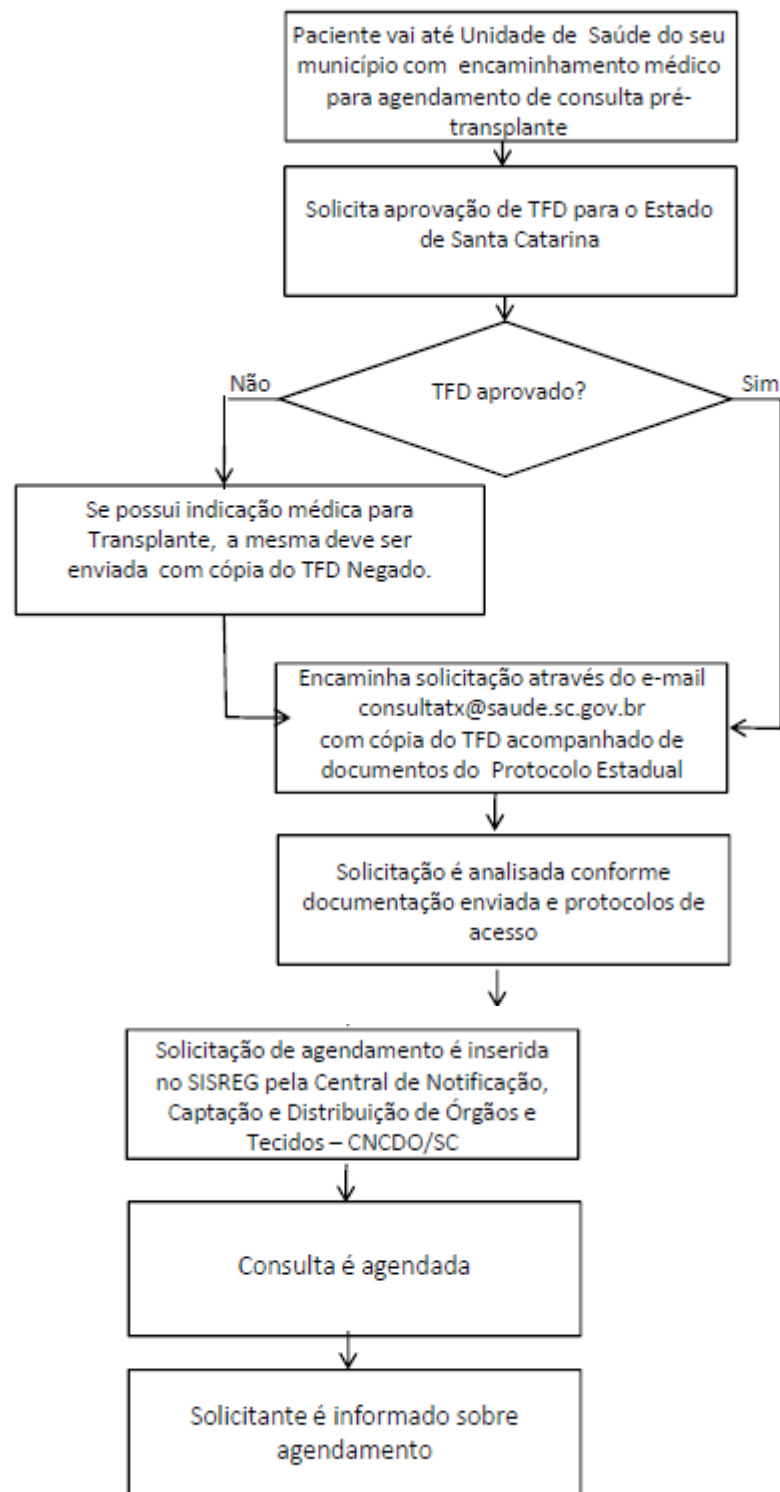 Paciente vai até Unidade de Saúde do seu
município com encaminhamento médico
para agendamento de consulta pré-
transplante
Solicita aprovação de TFD para o Estado
de Santa Catarina
TFD aprovado?
Não
Sim
Se possui indicação médica para
Transplante, a mesma deve ser
enviada com cópia do TFD Negado.
Encaminha solicitação através do e-mail
consultatx@saude.sc.gov.br
com cópia do TFD acompanhado de
documentos do Protocolo Estadual
Solicitação é analisada conforme
documentação enviada e protocolos de
acesso
Solicitação de agendamento é inserida
no SISREG pela Central de Notificação,
Captação e Distribuição de Órgãos e
Tecidos – CNCDO/SC
Consulta é agendada
Solicitante é informado sobre
agendamento